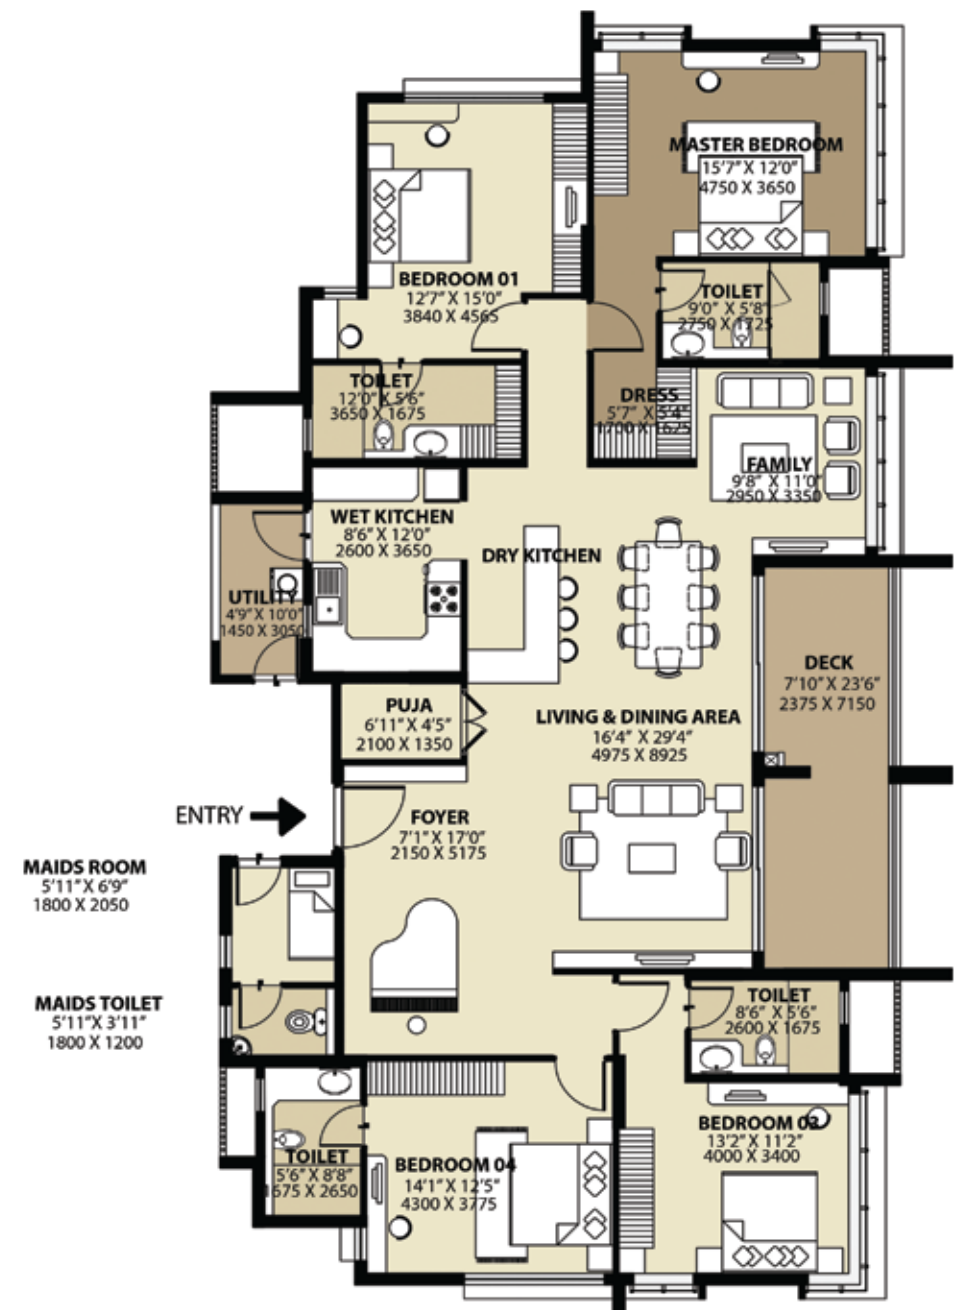 MASTER BEDROOM
15'7" X 12'0"
4750 X 3650
BEDROOM 01
12'7" X 15'0"
3840 X 4565
TOILET
9'0" X 5'8"
2750 X 1725
TOILET
12'0" X 5'6"
3650 X 1675
DRESS
5'7" X 5'4"
1700 X 1625
FAMILY
9'8" X 11'0"
2950 X 3350
WET KITCHEN
8'6" X 12'0"
2600 X 3650
DRY KITCHEN
UTILITY
4'9" X 10'0"
1450 X 3050
DECK
7'10" X 23'6"
2375 X 7150
PUJA
6'11" X 4'5"
2100 X 1350
LIVING & DINING AREA
16'4" X 29'4"
4975 X 8925
ENTRY
FOYER
7'1" X 17'0"
2150 X 5175
MAIDS ROOM
5'11" X 6'9"
1800 X 2050
MAIDS TOILET
5'11"X 3'11"
1800 X 1200
TOILET
8'6" X 5'6"
2600 X 1675
BEDROOM 03
13'2" X 11'2"
4000 X 3400
TOILET
5'6" X 8'8"
1675 X 2650
BEDROOM 04
14'1" X 12'5"
4300 X 3775